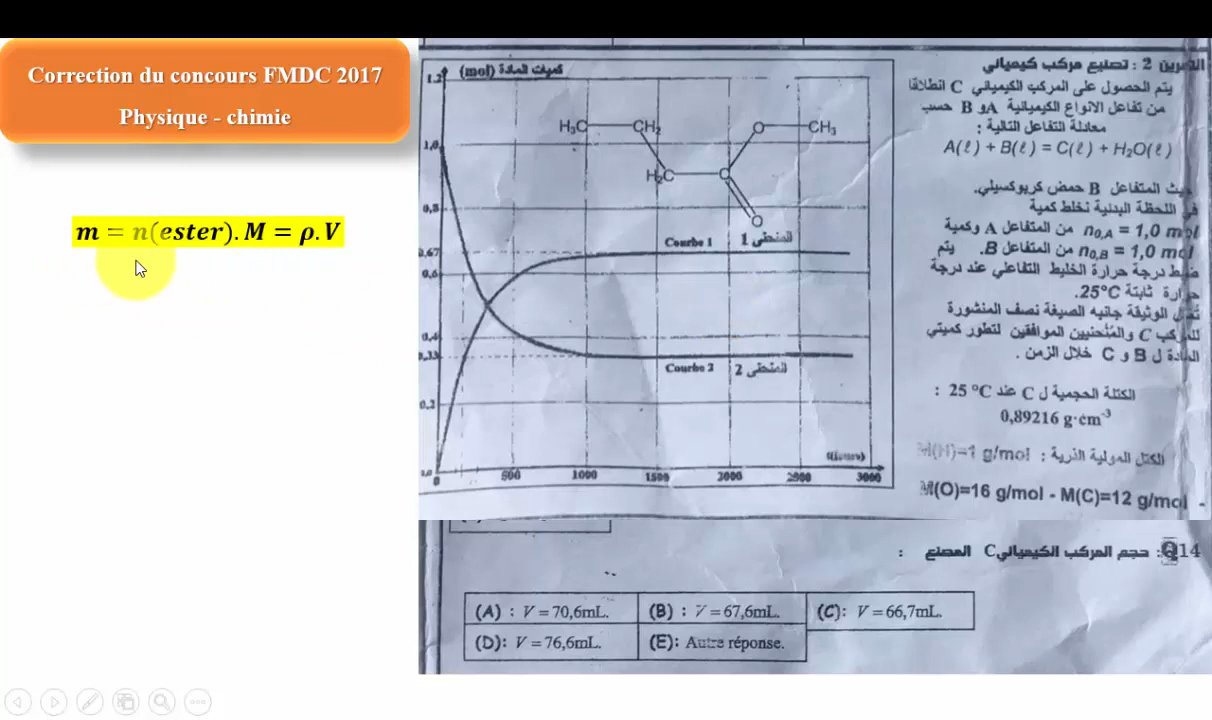 Correction du concours FMDC 2017
Physique - chimie
m = n(ester). M = ρ.V
كميات المادة (mol)
1.2
1,0
0,67
0,6
0,4
0,33
0,2
0
500
1000
1500
2000
2500
3000
H₃C
CH₂
O
CH₃
H₂C
C
O
Courbe 1
المنحنى 1
Courbe 2
المنحنى 2
التمرين 2 : تصنيع مركب كيميائي
يتم الحصول على المركب الكيميائي C انطلاقا
من تفاعل الأنواع الكيميائية A و B حسب
معادلة التفاعل التالية :
A(ℓ) + B(ℓ) = C(ℓ) + H₂O(ℓ)
حيث المتفاعل B حمض كربوكسيلي.
في اللحظة البدئية نخلط كمية
n₀,A = 1,0 mol من المتفاعل A وكمية
n₀,B = 1,0 mol من المتفاعل B. يتم
ضبط درجة حرارة الخليط التفاعلي عند درجة
حرارة ثابتة 25°C.
تمثل الوثيقة جانبه الصيغة نصف المنشورة
للمركب C والمنحنيين الموافقين لتطور كميتي
المادة ل B و C خلال الزمن .
الكتلة الحجمية ل C عند 25 °C :
0,89216 g·cm⁻³
الكتل المولية الذرية : M(H)=1 g/mol
M(O)=16 g/mol - M(C)=12 g/mol -
Q14: حجم المركب الكيميائي C المصنع :
(A) : V = 70,6mL.
(B) : V = 67,6mL.
(C): V = 66,7mL.
(D): V = 76,6mL.
(E): Autre réponse.